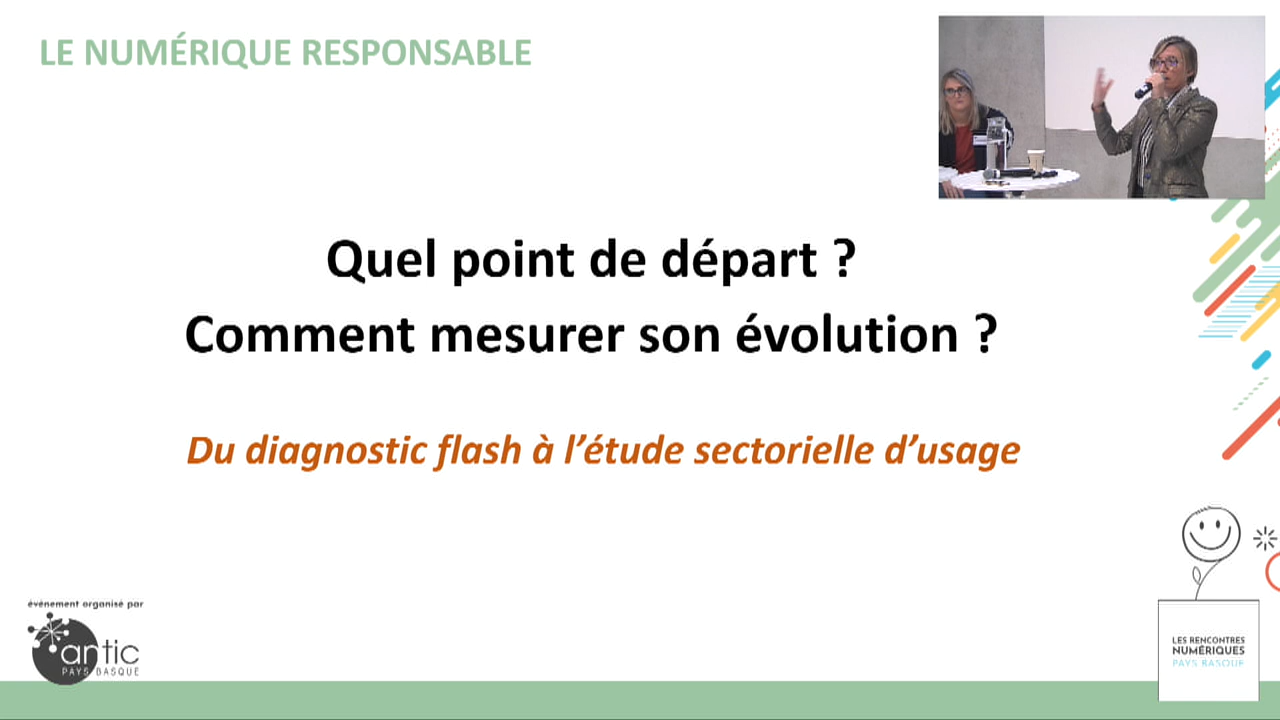 LE NUMÉRIQUE RESPONSABLE
Quel point de départ ?
Comment mesurer son évolution ?
Du diagnostic flash à l’étude sectorielle d’usage
évènement organisé par
antic
PAYS BASQUE
LES RENCONTRES
NUMÉRIQUES
PAYS BASQUE